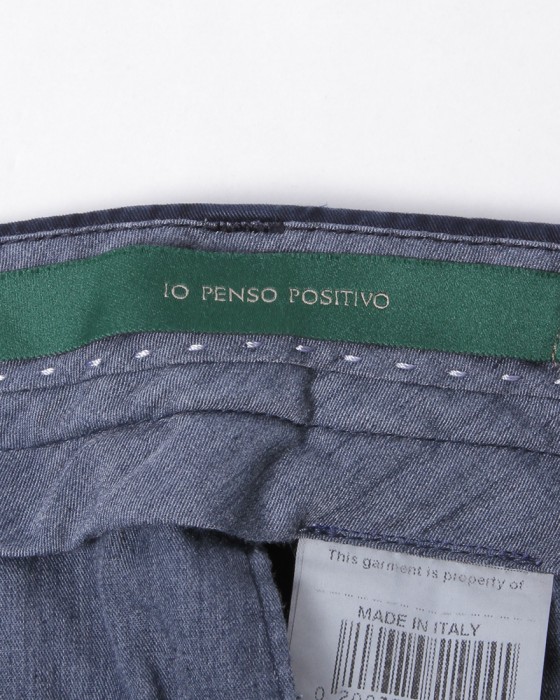 IO PENSO POSITIVO
This garment is property of
MADE IN ITALY